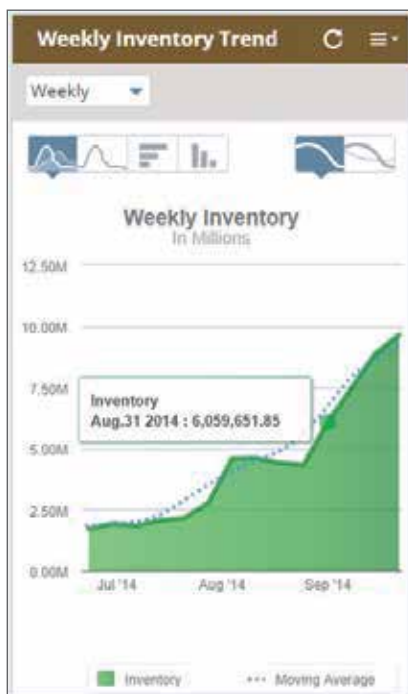 Weekly Inventory Trend
Weekly
Weekly Inventory
In Millions
12.50M
10.00M
7.50M
Inventory
Aug.31 2014 : 6,059,651.85
5.00M
2.50M
0.00M
Jul '14 Aug '14 Sep '14
Inventory Moving Average